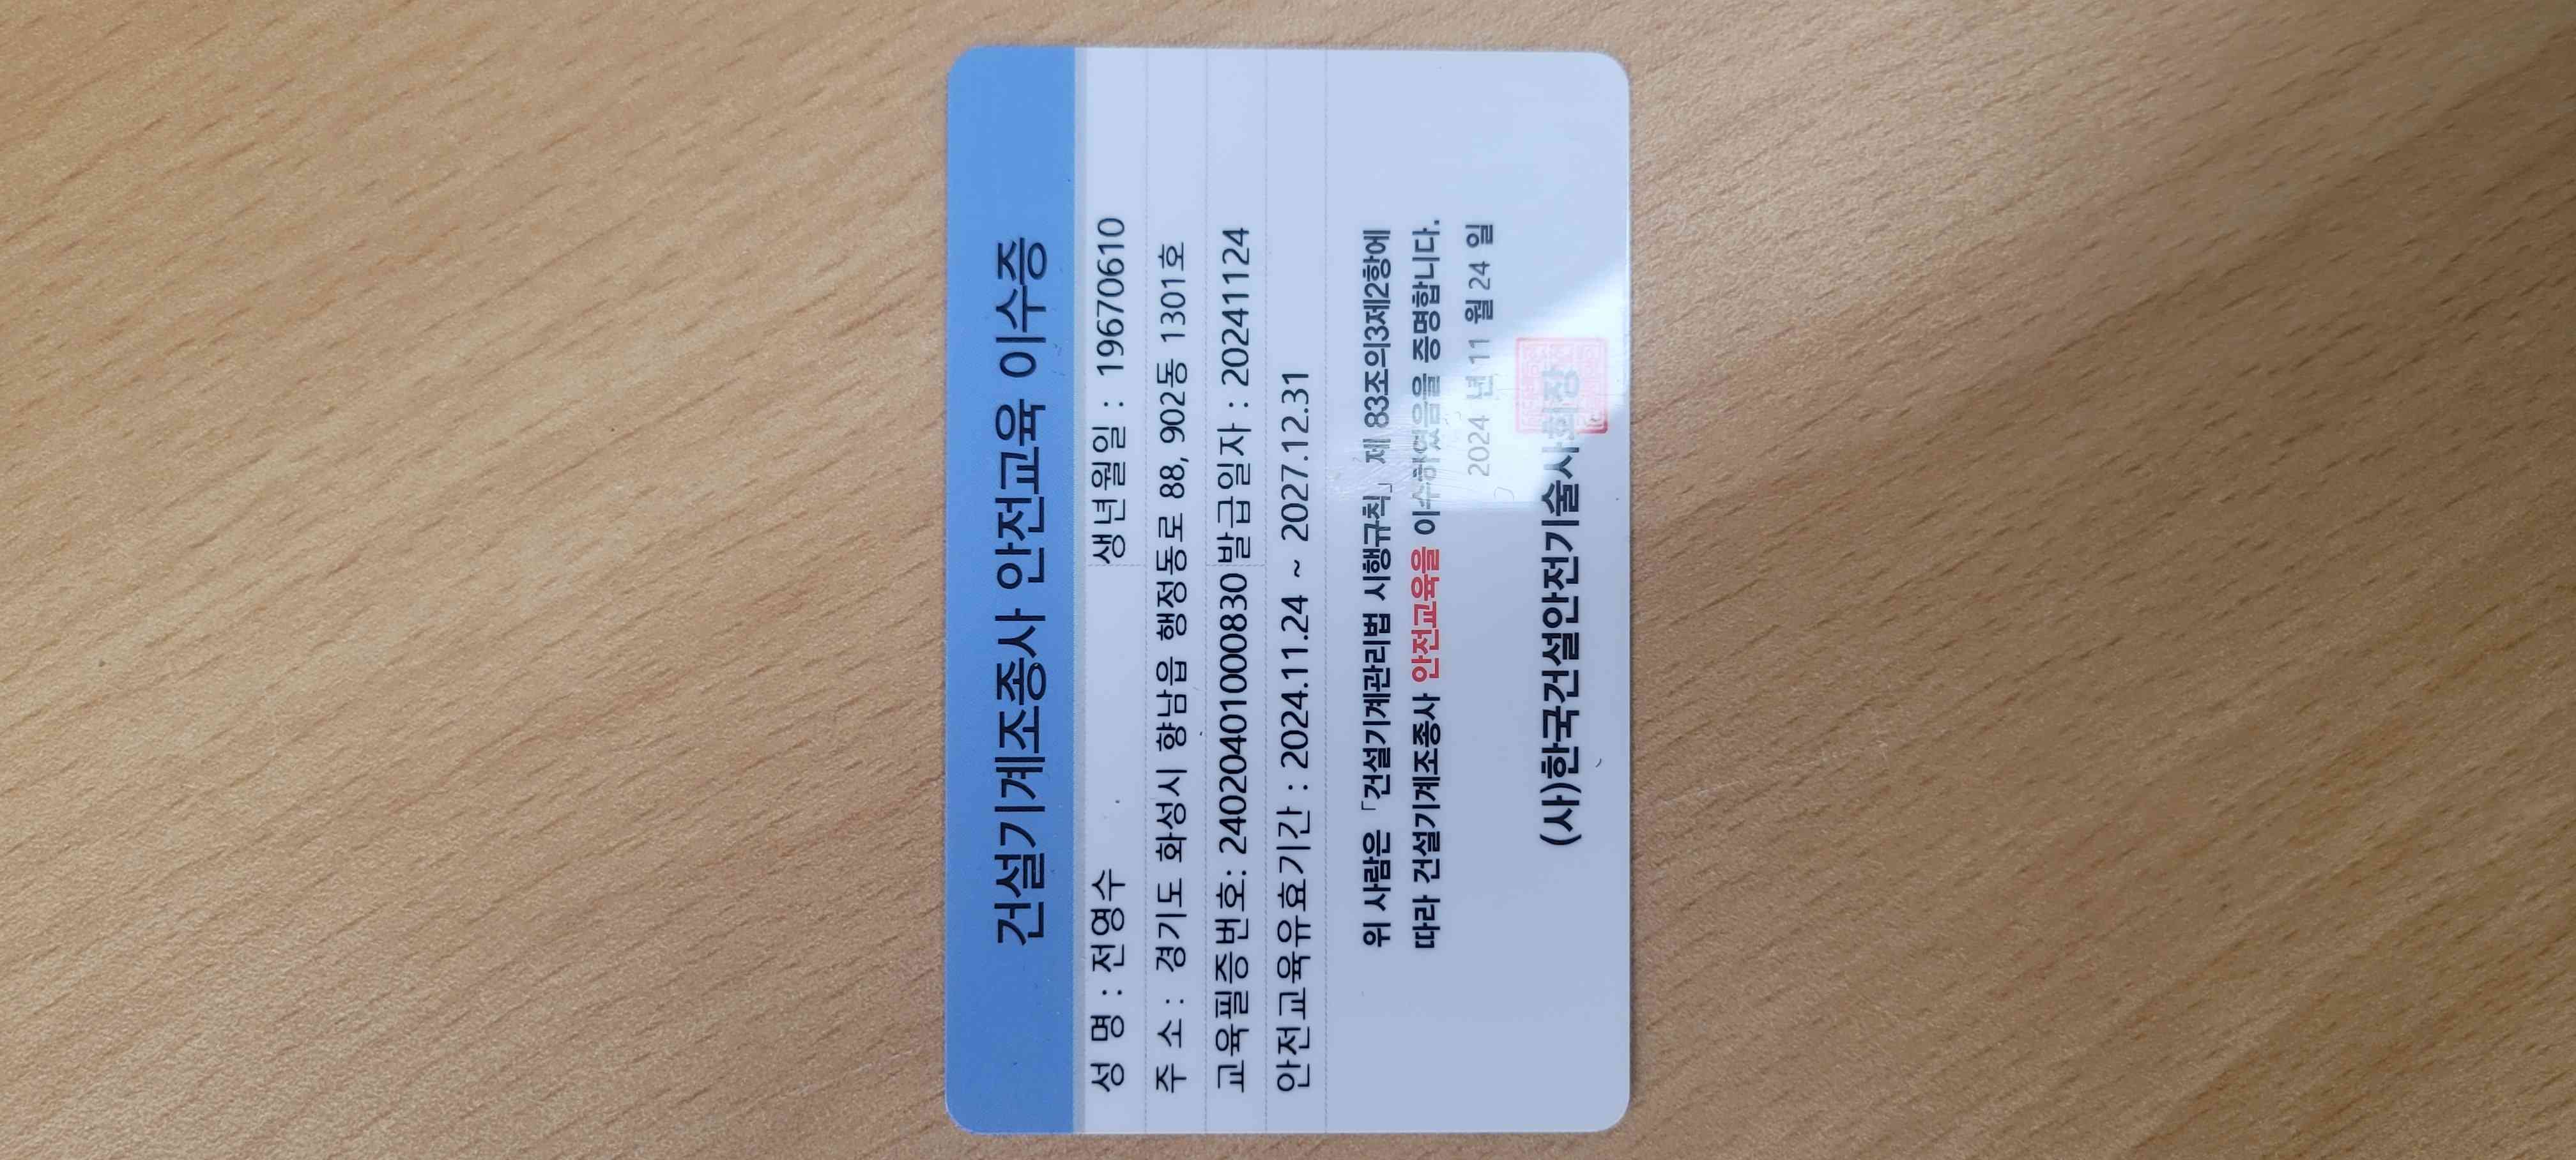 건설기계조종사 안전교육 이수증
성 명 : 전영수 생년월일 : 19670610
주 소 : 경기도 화성시 향남읍 행정동로 88, 902동 1301호
교육필증번호: 2402040100​0830 발급일자 : 20241124
안전교육유효기간 : 2024.11.24 ~ 2027.12.31
위 사람은 「건설기계관리법 시행규칙」 제 83조의3제2항에
따라 건설기계조종사 안전교육을 이수하였음을 증명합니다.
2024 년 11 월 24 일
(사)한국건설안전기술사회장